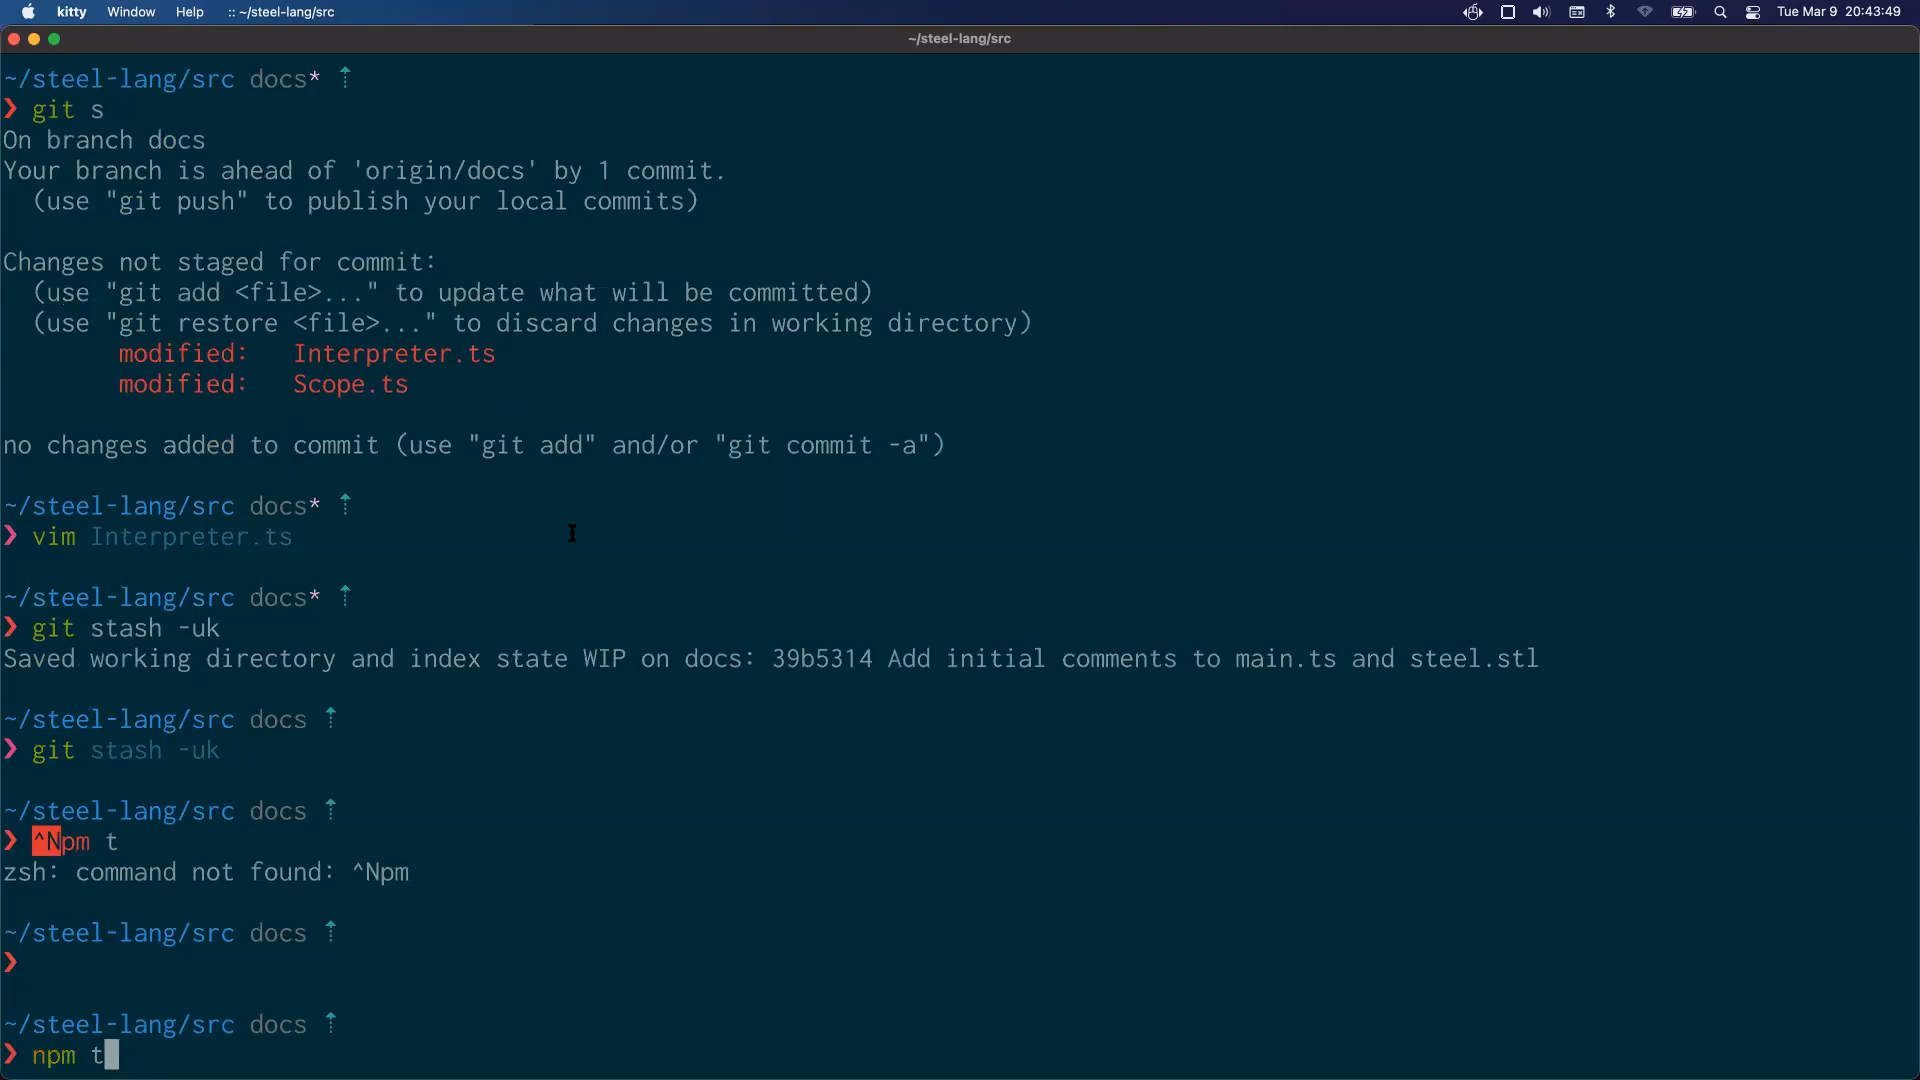 kitty Window Help :: ~/steel-lang/src Tue Mar 9 20:43:49
~/steel-lang/src
~/steel-lang/src docs* ⇡
❯ git s
On branch docs
Your branch is ahead of 'origin/docs' by 1 commit.
(use "git push" to publish your local commits)
Changes not staged for commit:
(use "git add <file>..." to update what will be committed)
(use "git restore <file>..." to discard changes in working directory)
modified: Interpreter.ts
modified: Scope.ts
no changes added to commit (use "git add" and/or "git commit -a")
~/steel-lang/src docs* ⇡
❯ vim Interpreter.ts
~/steel-lang/src docs* ⇡
❯ git stash -uk
Saved working directory and index state WIP on docs: 39b5314 Add initial comments to main.ts and steel.stl
~/steel-lang/src docs ⇡
❯ git stash -uk
~/steel-lang/src docs ⇡
❯ ^Npm t
zsh: command not found: ^Npm
~/steel-lang/src docs ⇡
❯
~/steel-lang/src docs ⇡
❯ npm t